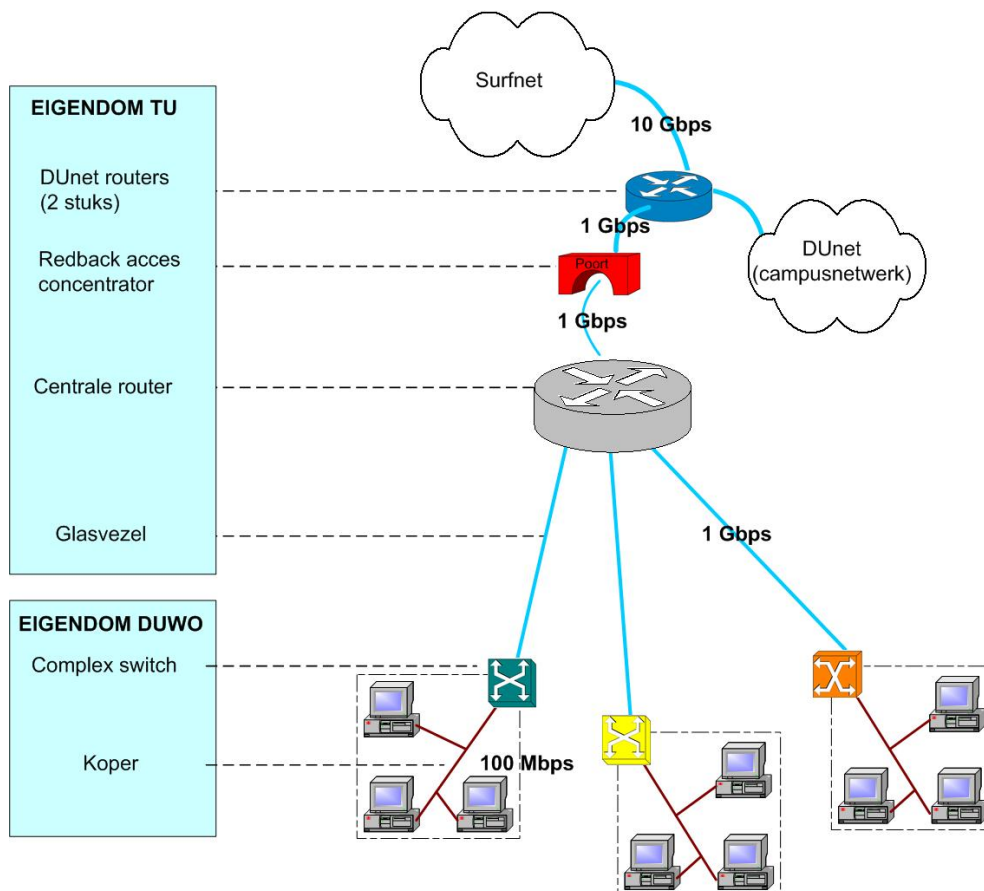 Surfnet
EIGENDOM TU
10 Gbps
DUnet routers
(2 stuks)
1 Gbps
DUnet
(campusnetwerk)
Redback acces
concentrator
Poort
1 Gbps
Centrale router
Glasvezel
1 Gbps
EIGENDOM DUWO
Complex switch
Koper
100 Mbps